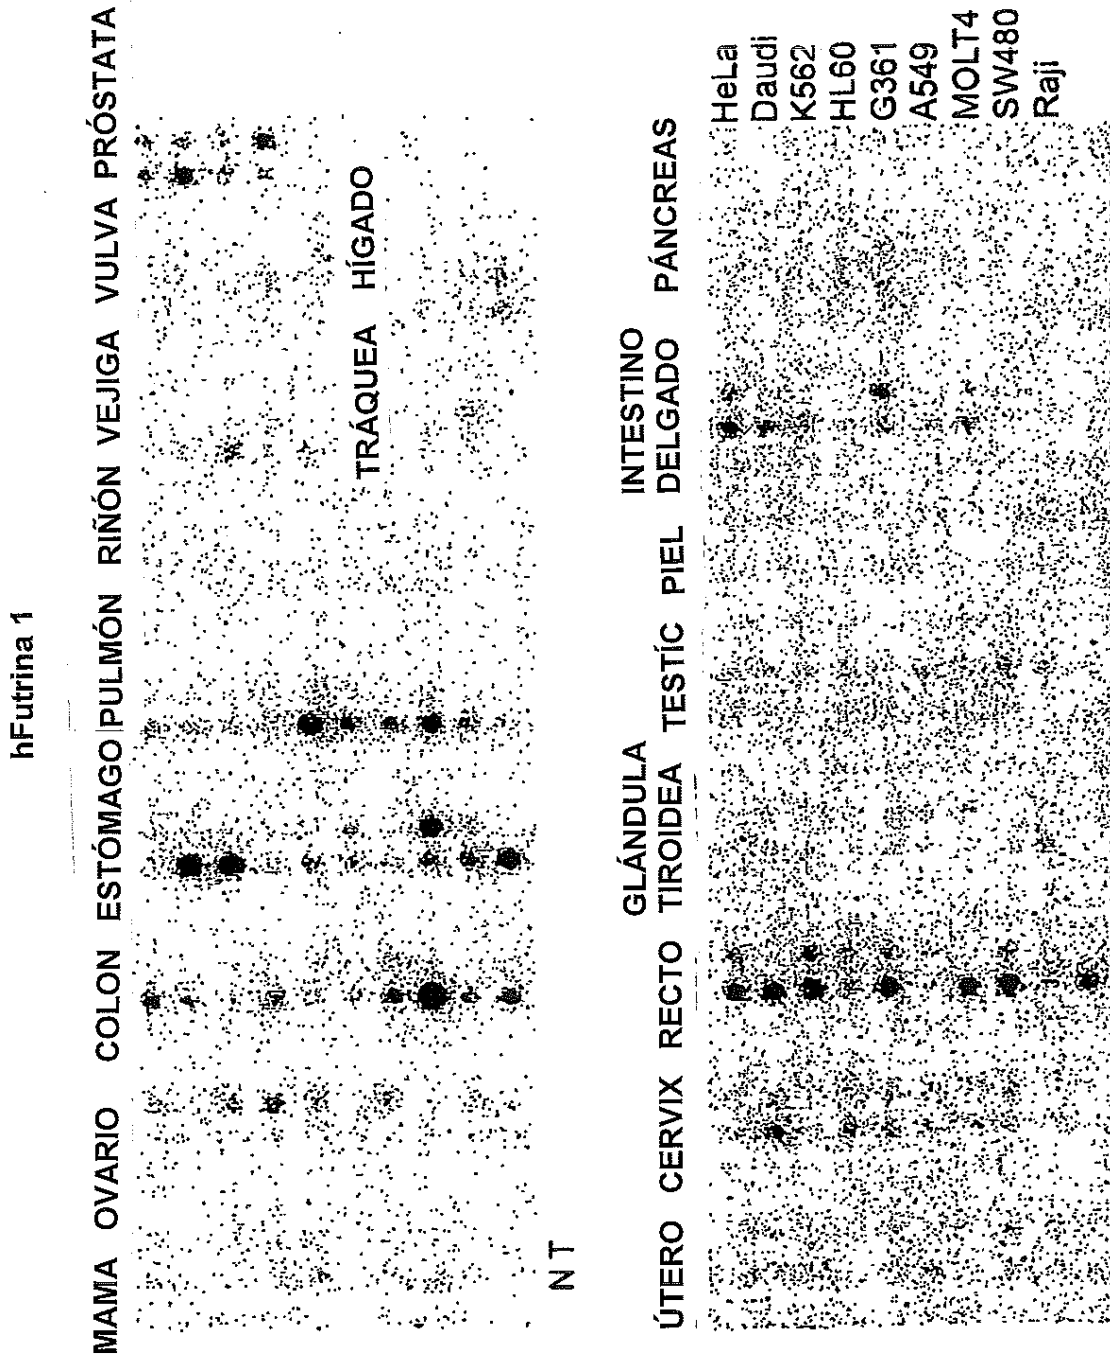 hFutrina 1
MAMA OVARIO COLON ESTÓMAGO PULMÓN RIÑÓN VEJIGA VULVA PRÓSTATA
TRÁQUEA HÍGADO
N T
GLÁNDULA INTESTINO
ÚTERO CERVIX RECTO TIROIDEA TESTÍC PIEL DELGADO PÁNCREAS
HeLa
Daudi
K562
HL60
G361
A549
MOLT4
SW480
Raji